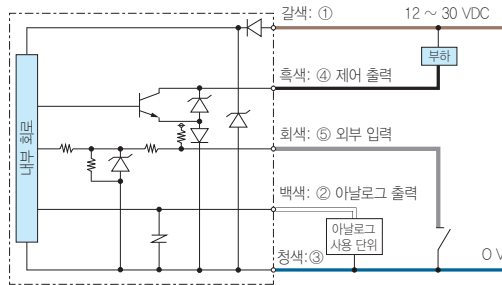 갈색: ①
12 ～ 30 VDC
부하
흑색: ④ 제어 출력
회색: ⑤ 외부 입력
내부 회로
백색: ② 아날로그 출력
아날로그
사용 단위
청색:③
0 V